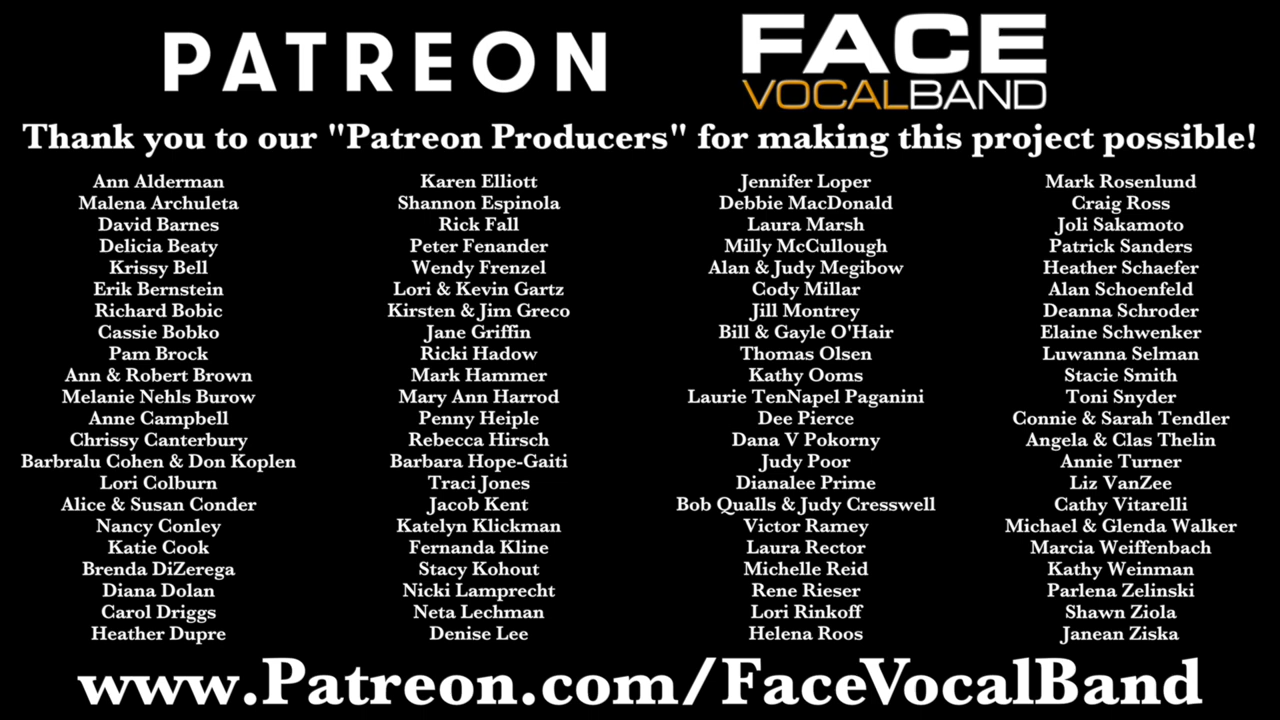 PATREON
FACE
VOCALBAND
Thank you to our "Patreon Producers" for making this project possible!
Ann Alderman
Malena Archuleta
David Barnes
Delicia Beaty
Krissy Bell
Erik Bernstein
Richard Bobic
Cassie Bobko
Pam Brock
Ann & Robert Brown
Melanie Nehls Burow
Anne Campbell
Chrissy Canterbury
Barbralu Cohen & Don Koplen
Lori Colburn
Alice & Susan Conder
Nancy Conley
Katie Cook
Brenda DiZerega
Diana Dolan
Carol Driggs
Heather Dupre
Karen Elliott
Shannon Espinola
Rick Fall
Peter Fenander
Wendy Frenzel
Lori & Kevin Gartz
Kirsten & Jim Greco
Jane Griffin
Ricki Hadow
Mark Hammer
Mary Ann Harrod
Penny Heiple
Rebecca Hirsch
Barbara Hope-Gaiti
Traci Jones
Jacob Kent
Katelyn Klickman
Fernanda Kline
Stacy Kohout
Nicki Lamprecht
Neta Lechman
Denise Lee
Jennifer Loper
Debbie MacDonald
Laura Marsh
Milly McCullough
Alan & Judy Megibow
Cody Millar
Jill Montrey
Bill & Gayle O'Hair
Thomas Olsen
Kathy Ooms
Laurie TenNapel Paganini
Dee Pierce
Dana V Pokorny
Judy Poor
Dianalee Prime
Bob Qualls & Judy Cresswell
Victor Ramey
Laura Rector
Michelle Reid
Rene Rieser
Lori Rinkoff
Helena Roos
Mark Rosenlund
Craig Ross
Joli Sakamoto
Patrick Sanders
Heather Schaefer
Alan Schoenfeld
Deanna Schroder
Elaine Schwenker
Luwanna Selman
Stacie Smith
Toni Snyder
Connie & Sarah Tendler
Angela & Clas Thelin
Annie Turner
Liz VanZee
Cathy Vitarelli
Michael & Glenda Walker
Marcia Weiffenbach
Kathy Weinman
Parlena Zelinski
Shawn Ziola
Janean Ziska
www.Patreon.com/FaceVocalBand